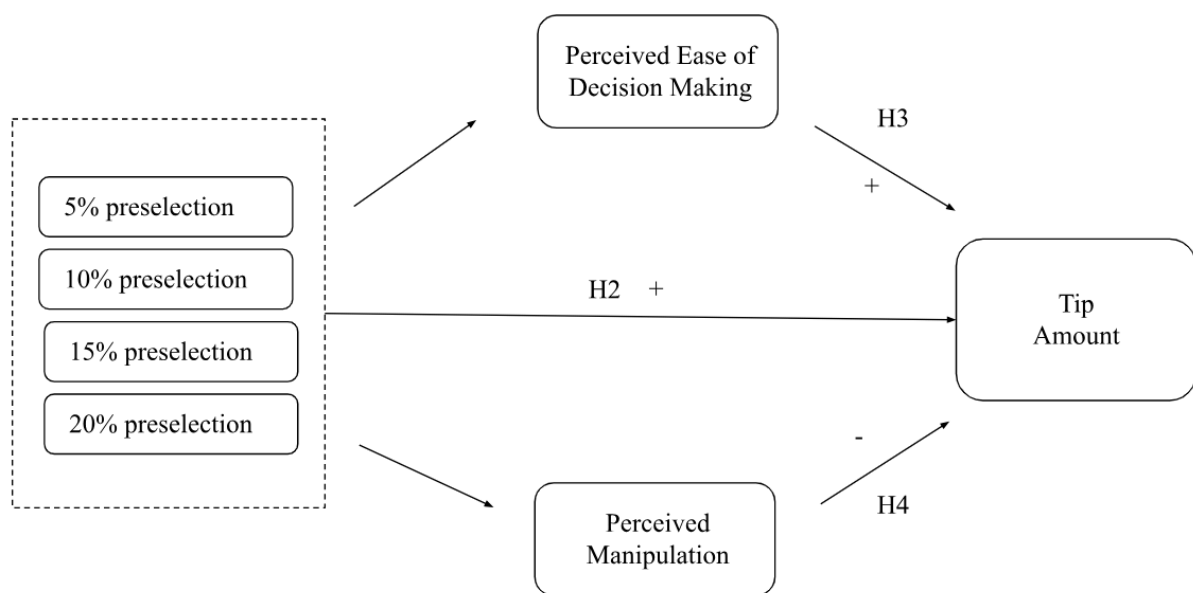 Perceived Ease of
Decision Making
H3
+
5% preselection
10% preselection
15% preselection
20% preselection
H2 +
Tip
Amount
-
H4
Perceived
Manipulation